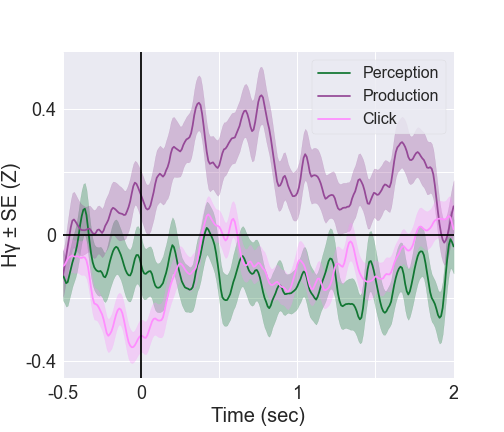 Perception
Production
Click
Hγ ± SE (Z)
0.4
0
-0.4
-0.5
0
1
2
Time (sec)